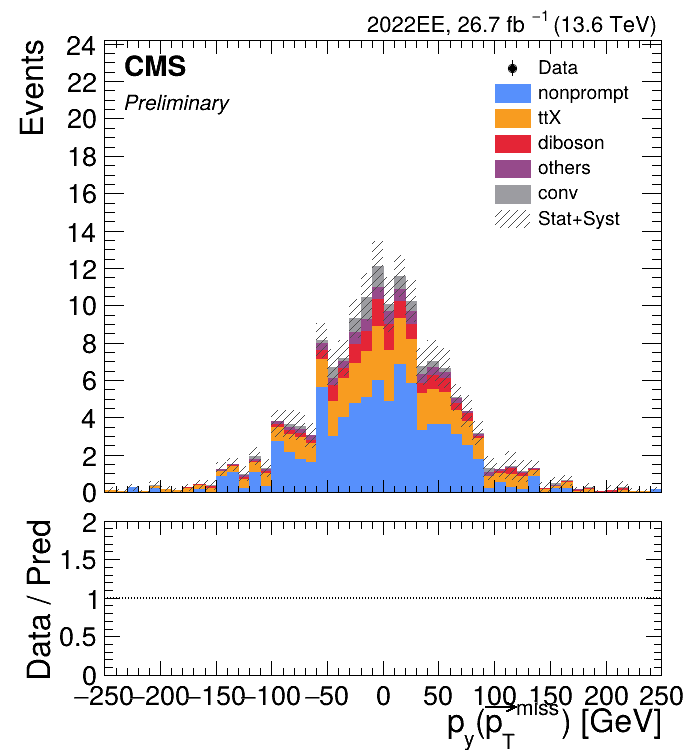 2022EE, 26.7 fb⁻¹ (13.6 TeV)
CMS
Preliminary
Events
24
22
20
18
16
14
12
10
8
6
4
2
0
Data
nonprompt
ttX
diboson
others
conv
Stat+Syst
Data / Pred
2
1.5
1
0.5
0
−250 −200 −150 −100 −50 0 50 100 150 200 250
p_y(p⃗_T^miss) [GeV]